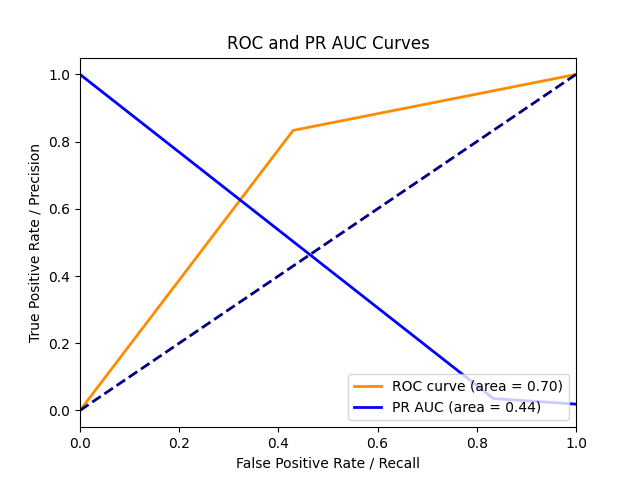 ROC and PR AUC Curves
True Positive Rate / Precision
1.0
0.8
0.6
0.4
0.2
0.0
ROC curve (area = 0.70)
PR AUC (area = 0.44)
0.0 0.2 0.4 0.6 0.8 1.0
False Positive Rate / Recall